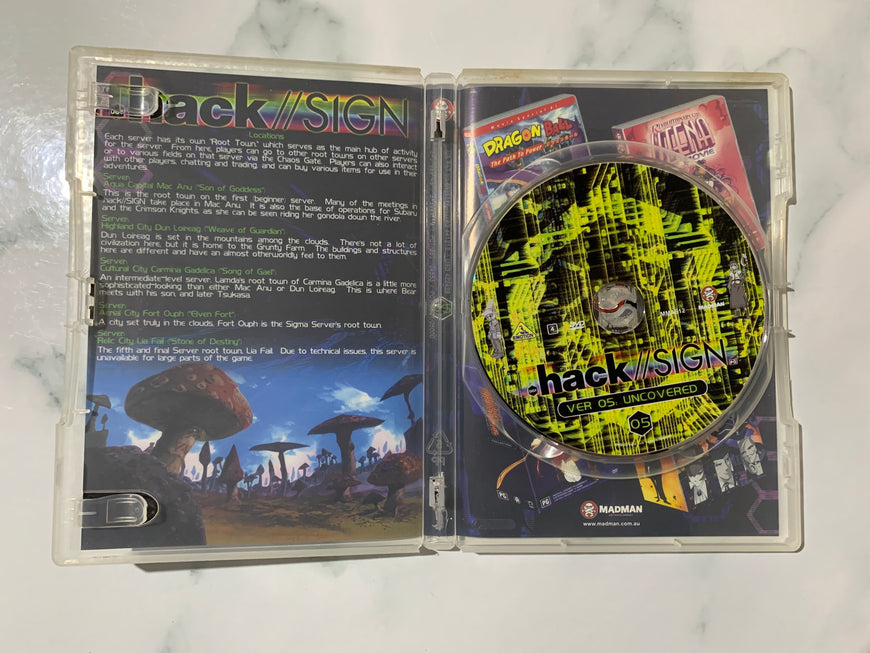 .hack//SIGN
Locations
Each server has its own "Root Town," which serves as the main hub of activity
for the server. From here, players can go to other root towns on other servers
or to various fields on that server via the Chaos Gate. Players can also interact
with other players, chatting and trading, and can buy various items for use in their
adventures.
Server:
Aqua Capital Mac Anu "Son of Goddess":
This is the root town on the first 'beginner' server. Many of the meetings in
.hack//SIGN take place in Mac Anu. It is also the base of operations for Subaru
and the Crimson Knights, as she can be seen riding her gondola down the river.
Server:
Highland City Dun Loireag "Weave of Guardian":
Dun Loireag is set in the mountains among the clouds. There's not a lot of
civilization here, but it is home to the Grunty Farm. The buildings and structures
here are different and have an almost otherworldly feel to them.
Server:
Cultural City Carmina Gadelica "Song of Gael":
An intermediate-level server, Lamda's root town of Carmina Gadelica is a little more
sophisticated-looking than either Mac Anu or Dun Loireag. This is where Bear
meets with his son, and later Tsukasa.
Server:
Aerial City Fort Ouph "Elven Fort":
A city set truly in the clouds, Fort Ouph is the Sigma Server's root town.
Server:
Relic City Lia Fail "Stone of Destiny":
The fifth and final Server root town, Lia Fail. Due to technical issues, this server is
unavailable for large parts of the game.
DRAGON BALL
The Path To Power
UTENA
MOVIE
4
DVD
MADMAN
.hack//SIGN
VER 05: UNCOVERED
05
PG
PG
MADMAN
www.madman.com.au